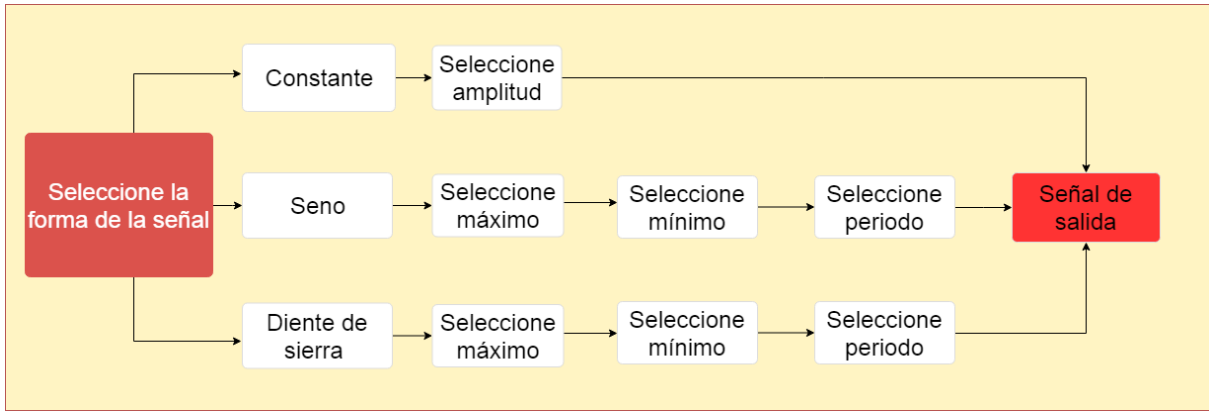 Seleccione la
forma de la señal
Constante
Seleccione
amplitud
Seno
Seleccione
máximo
Seleccione
mínimo
Seleccione
periodo
Señal de
salida
Diente de
sierra
Seleccione
máximo
Seleccione
mínimo
Seleccione
periodo